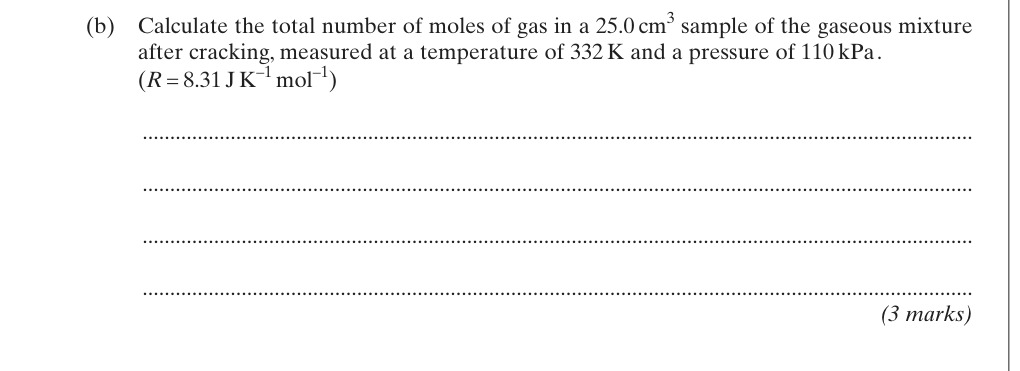 (b) Calculate the total number of moles of gas in a 25.0 cm³ sample of the gaseous mixture
after cracking, measured at a temperature of 332 K and a pressure of 110 kPa.
(R = 8.31 J K⁻¹ mol⁻¹)
(3 marks)